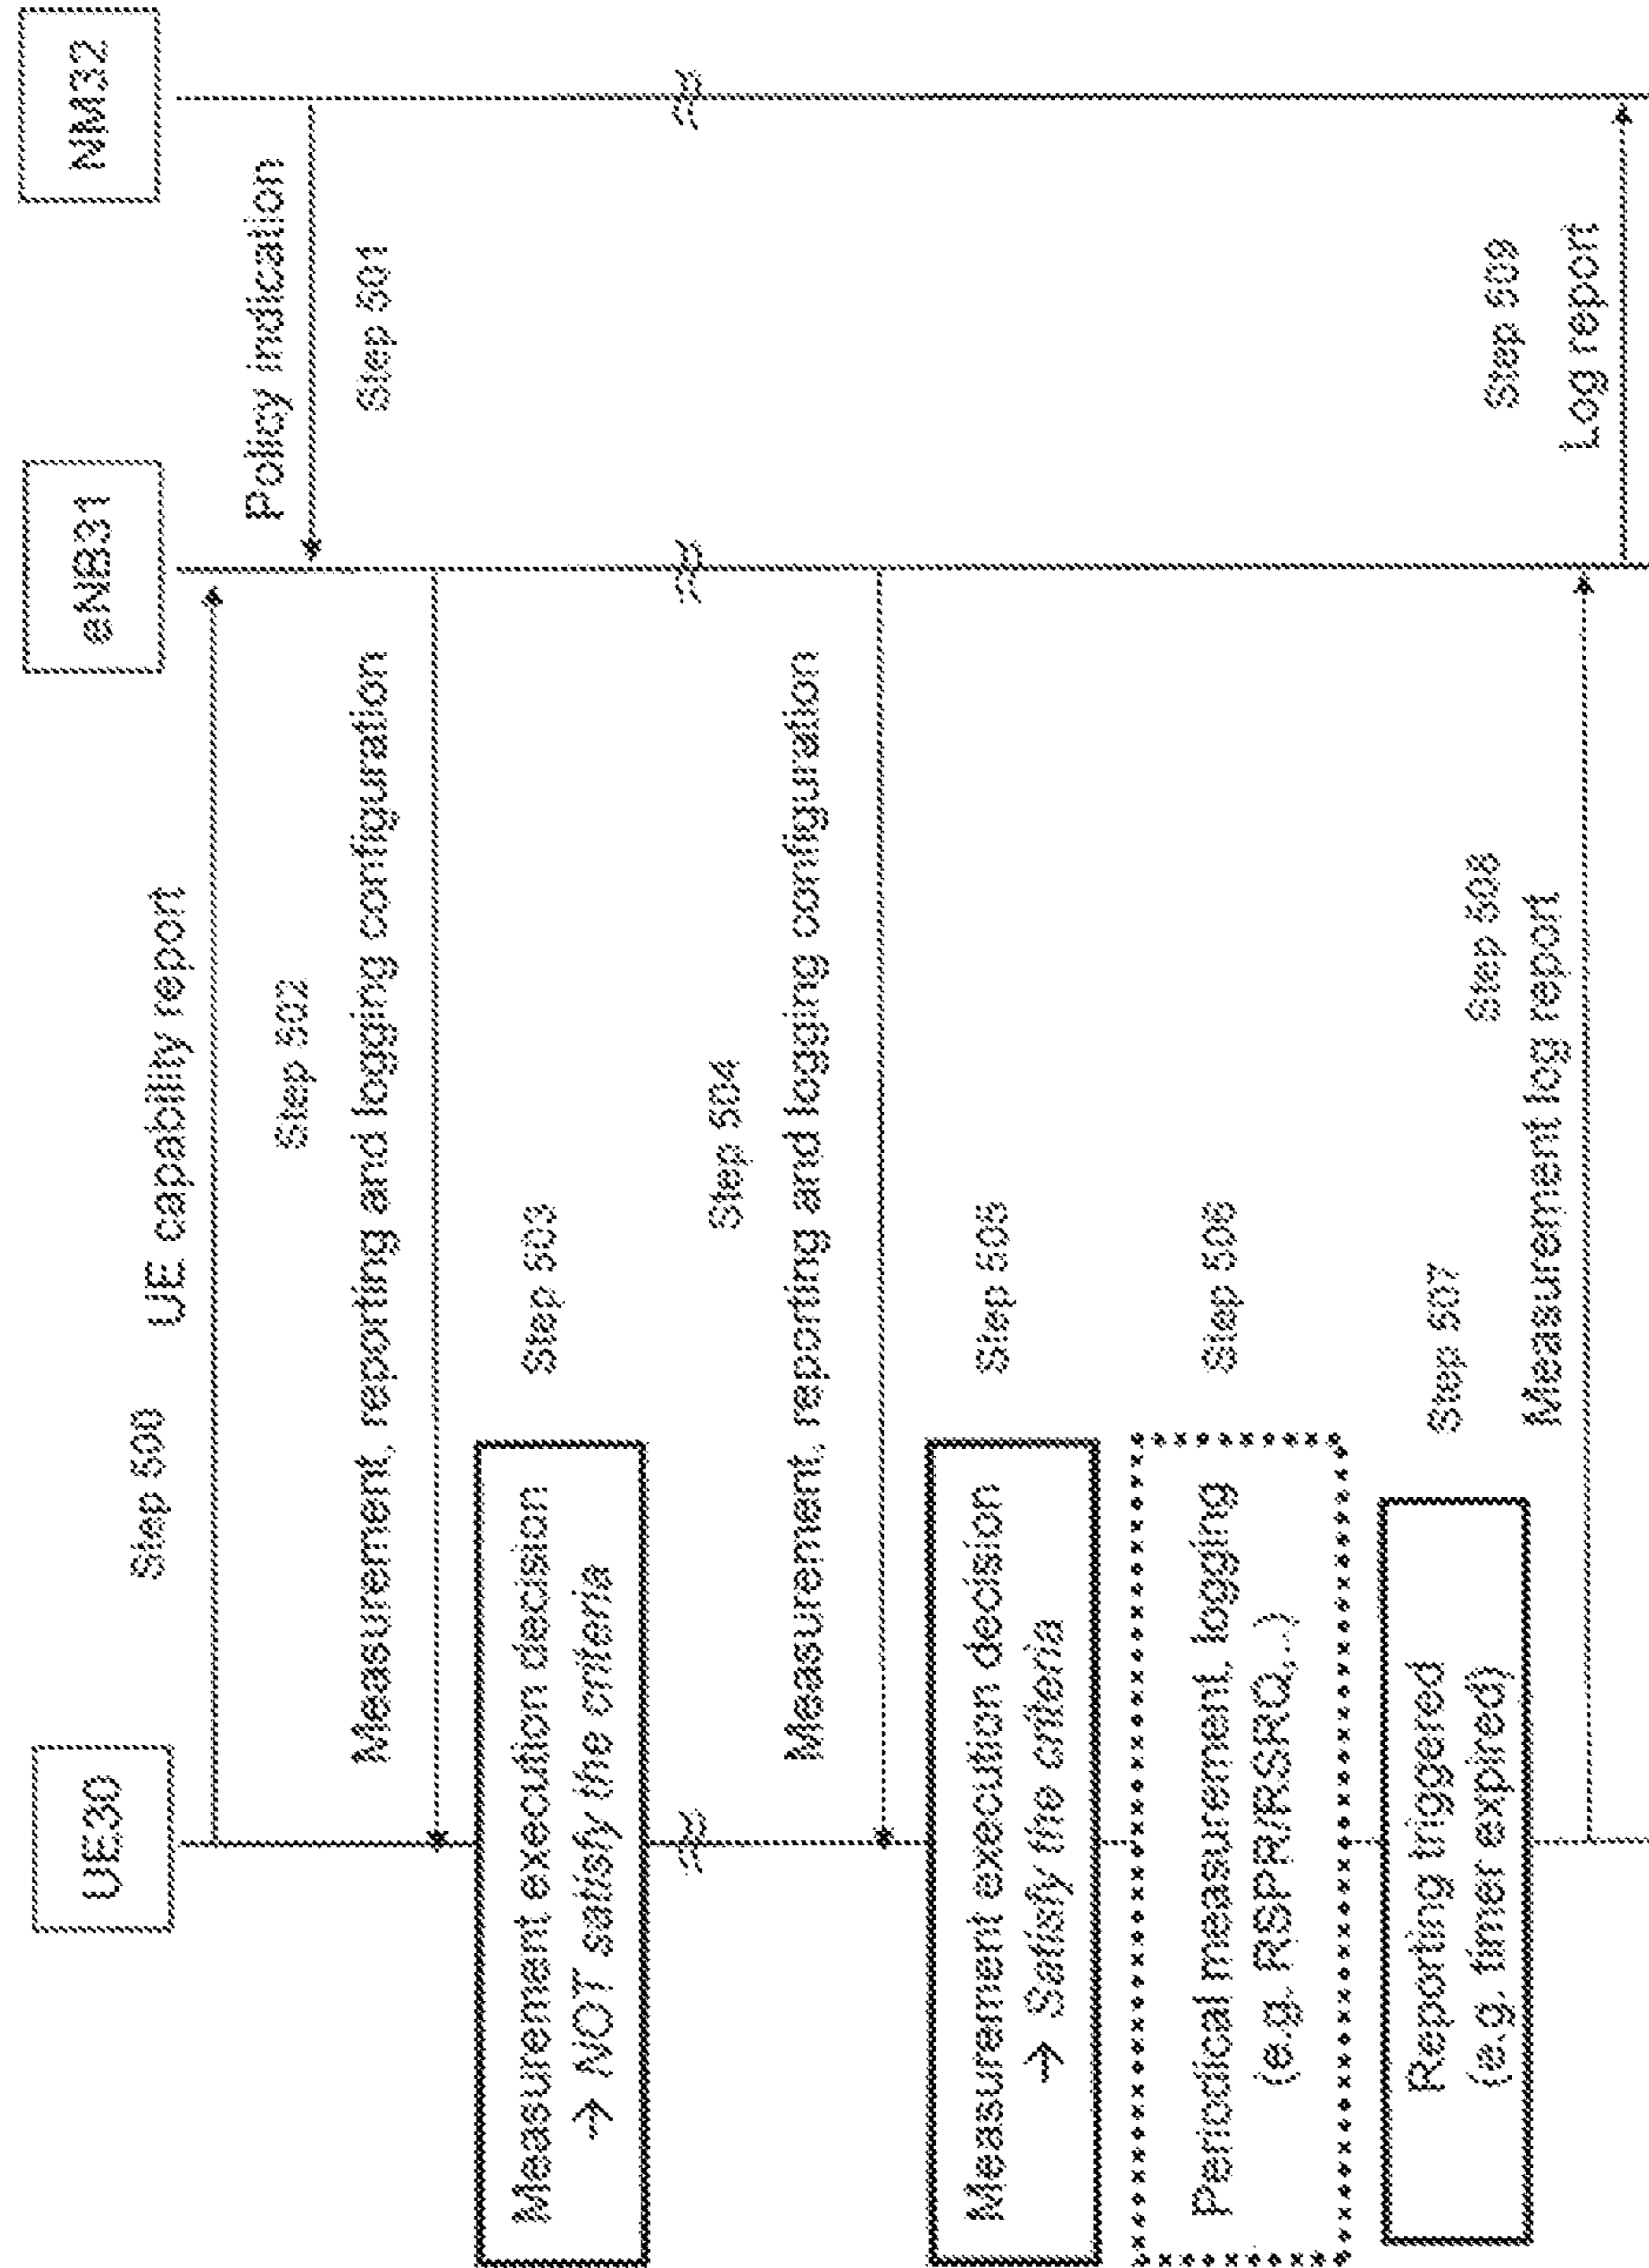 UE30
eNB31
NM32
Step 500
UE capability report
Policy indication
Step 501
Step 502
Measurement, reporting and logging configuration
Measurement execution decision
→ NOT satisfy the criteria
Step 503
Step 504
Measurement, reporting and logging configuration
Measurement execution decision
→ Satisfy the criteria
Step 505
Periodical measurement, logging
(e.g. RSPR/RSRQ,..)
Step 506
Reporting triggered
(e.g. timer expired)
Step 507
Step 508
Measurement log report
Step 509
Log report